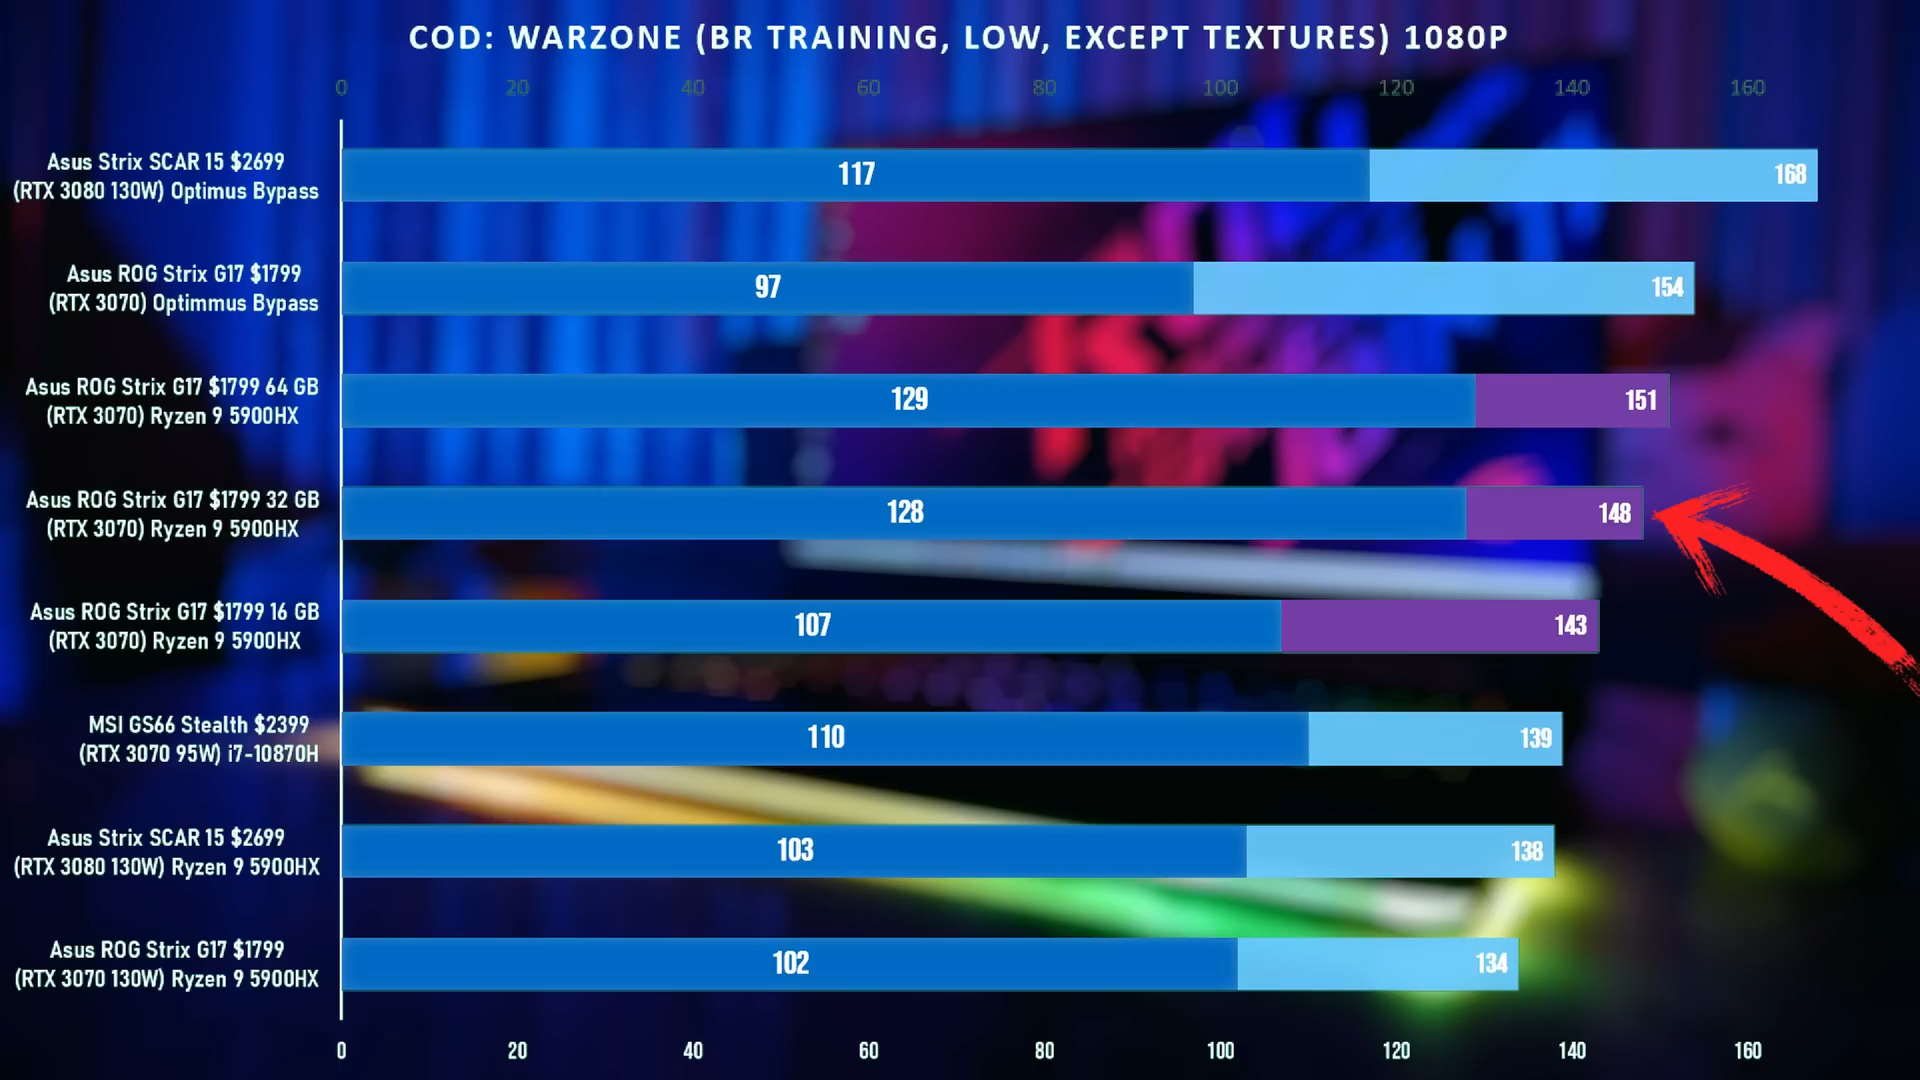 COD: WARZONE (BR TRAINING, LOW, EXCEPT TEXTURES) 1080P
0 20 40 60 80 100 120 140 160
Asus Strix SCAR 15 $2699
(RTX 3080 130W) Optimus Bypass
117 168
Asus ROG Strix G17 $1799
(RTX 3070) Optimmus Bypass
97 154
Asus ROG Strix G17 $1799 64 GB
(RTX 3070) Ryzen 9 5900HX
129 151
Asus ROG Strix G17 $1799 32 GB
(RTX 3070) Ryzen 9 5900HX
128 148
Asus ROG Strix G17 $1799 16 GB
(RTX 3070) Ryzen 9 5900HX
107 143
MSI GS66 Stealth $2399
(RTX 3070 95W) i7-10870H
110 139
Asus Strix SCAR 15 $2699
(RTX 3080 130W) Ryzen 9 5900HX
103 138
Asus ROG Strix G17 $1799
(RTX 3070 130W) Ryzen 9 5900HX
102 134
0 20 40 60 80 100 120 140 160